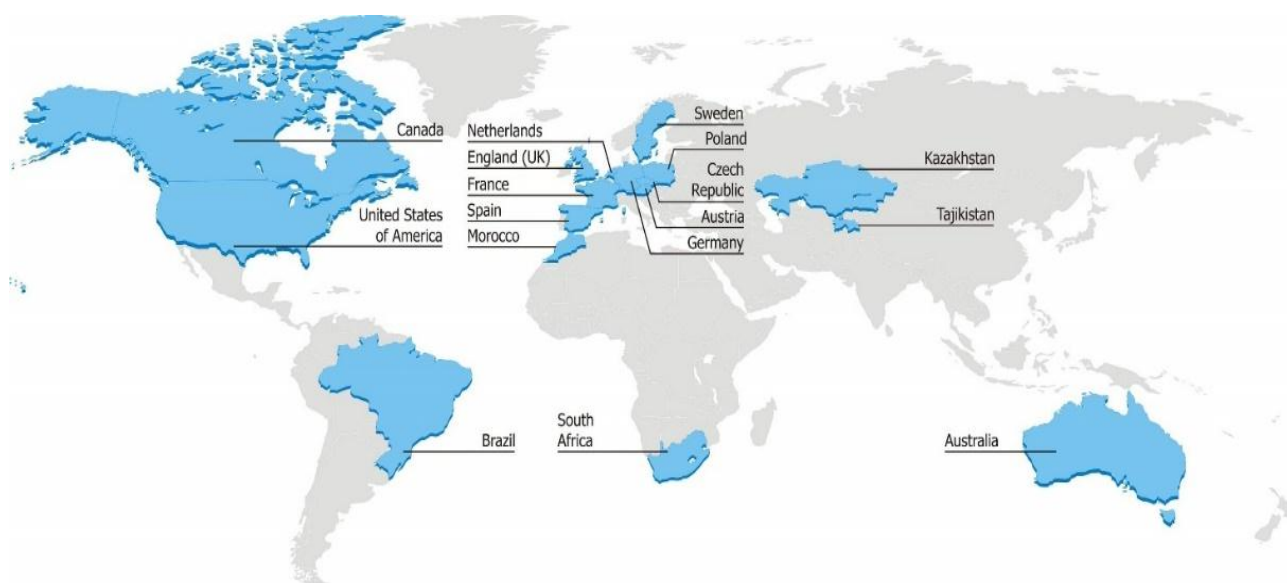 Canada
United States
of America
Netherlands
England (UK)
France
Spain
Morocco
Sweden
Poland
Czech
Republic
Austria
Germany
Kazakhstan
Tajikistan
Brazil
South
Africa
Australia